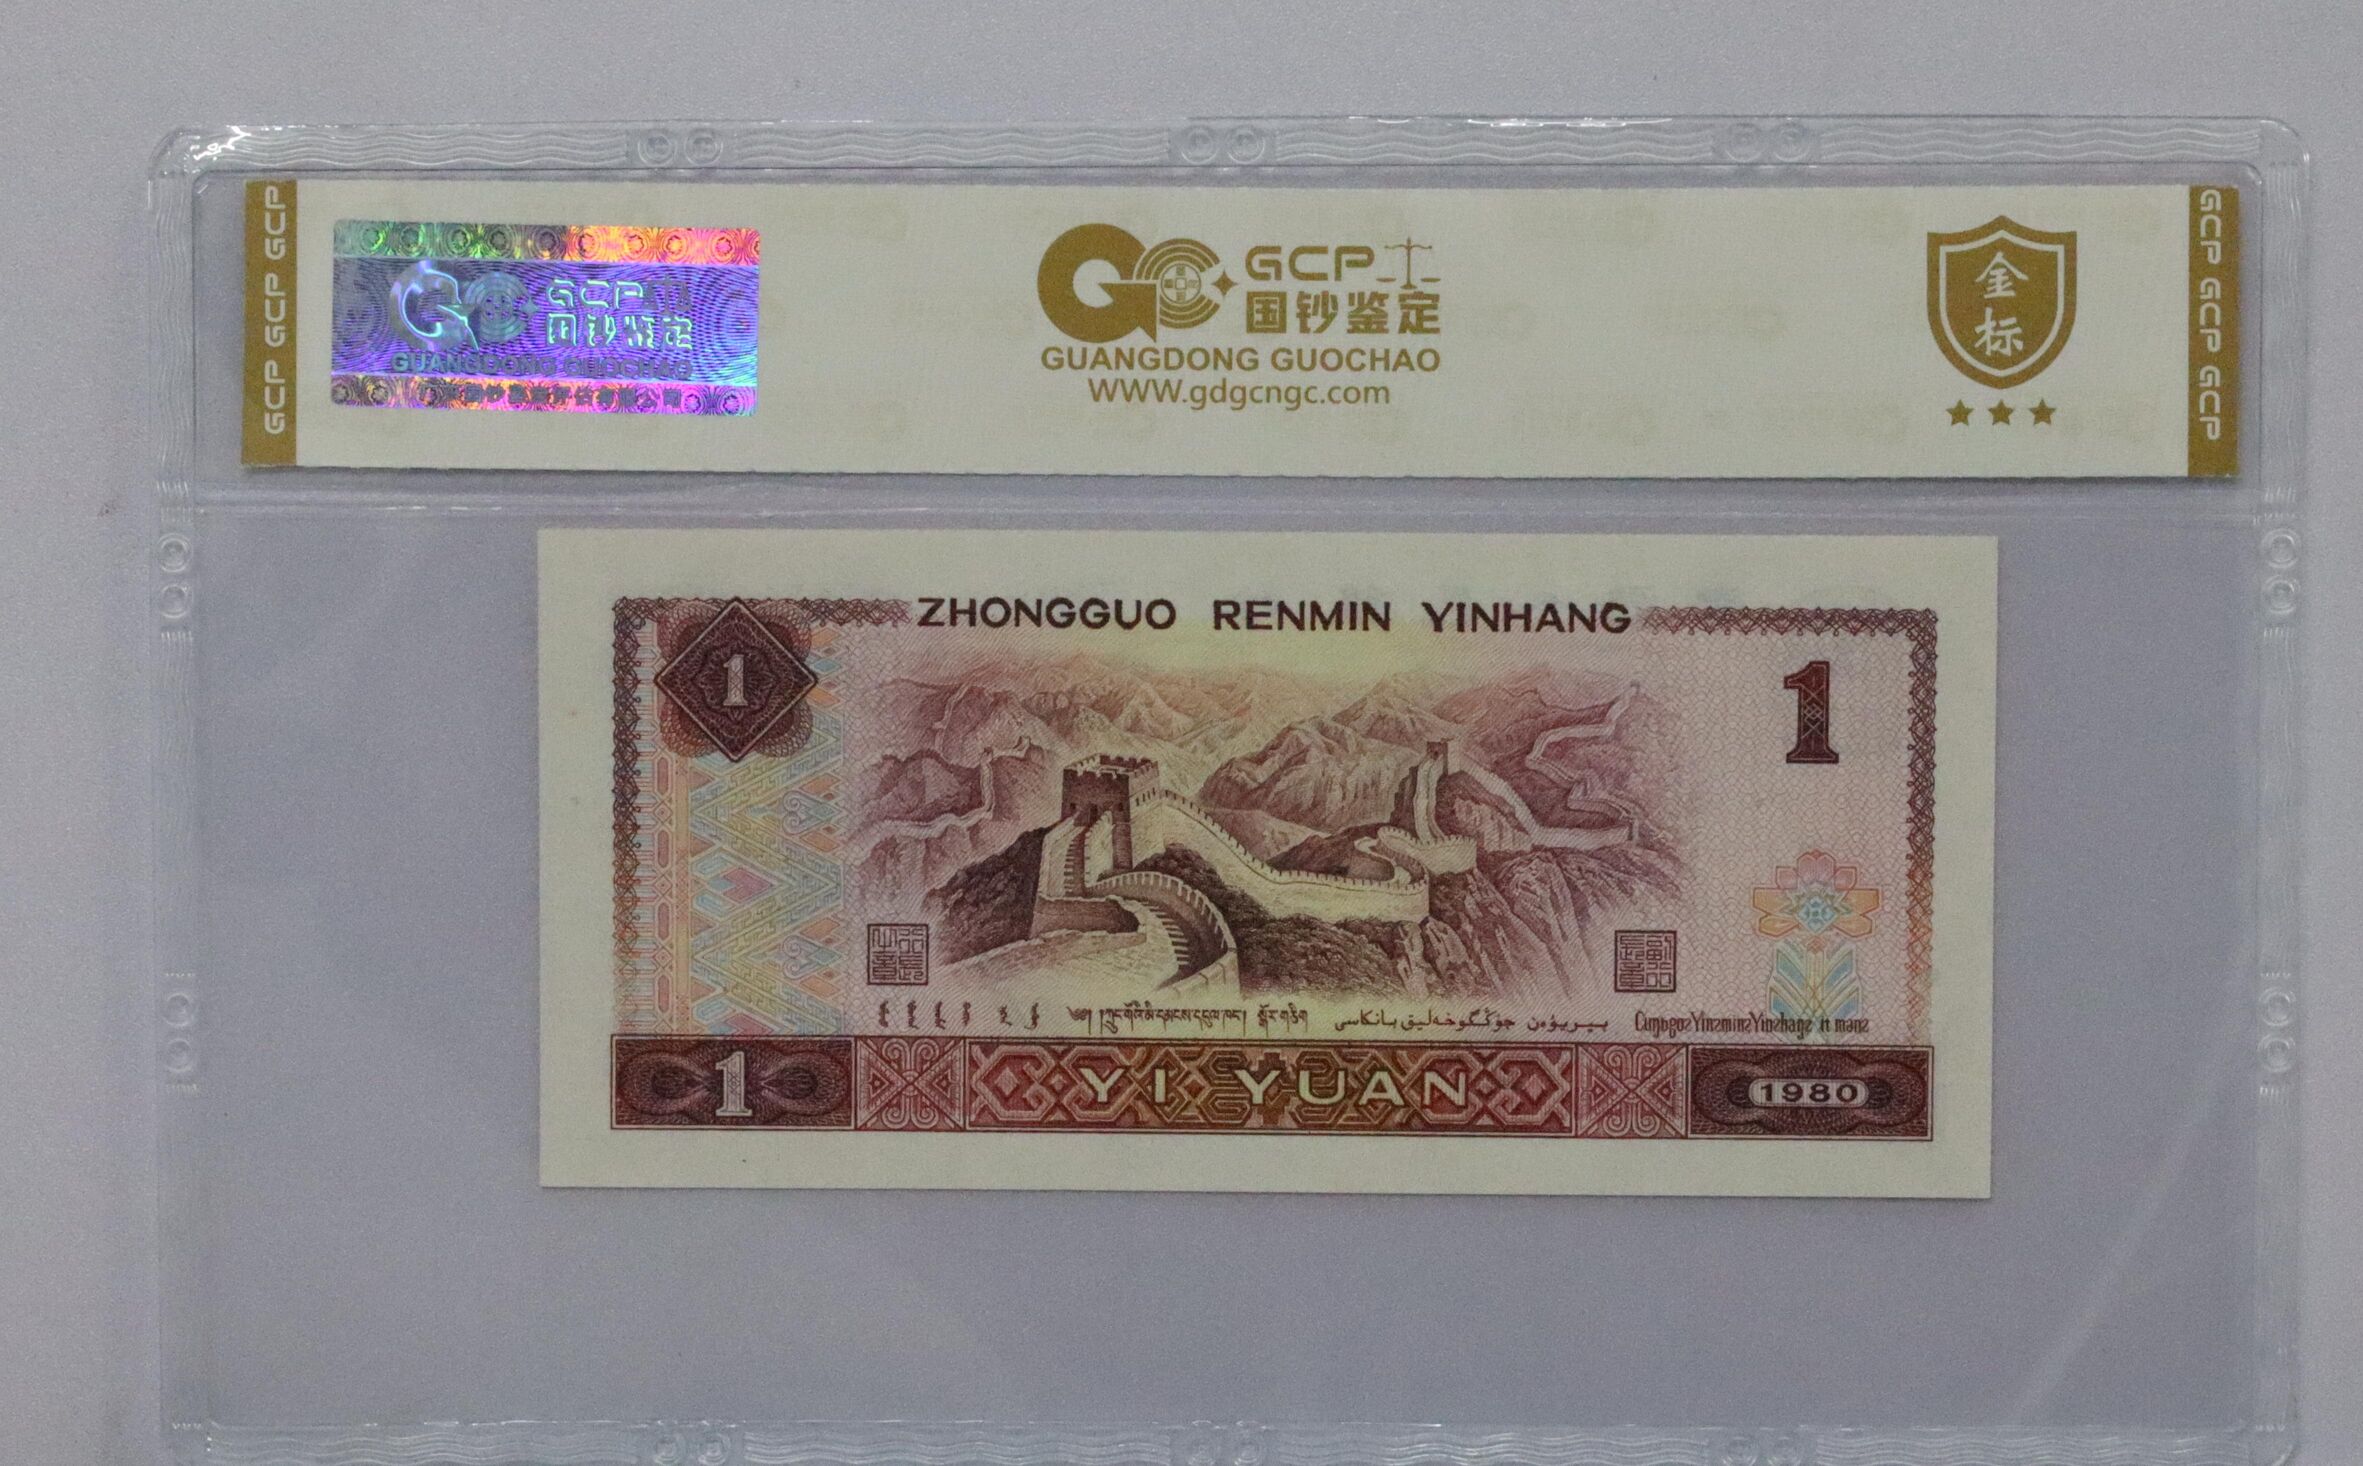 GCP GCP GCP
GCP
国钞鉴定
GUANGDONG GUOCHAO
GCP
国钞鉴定
GUANGDONG GUOCHAO
WWW.gdgcngc.com
金
标
GCP GCP GCP
ZHONGGUO RENMIN YINHANG
1
1
1
YI YUAN
1980